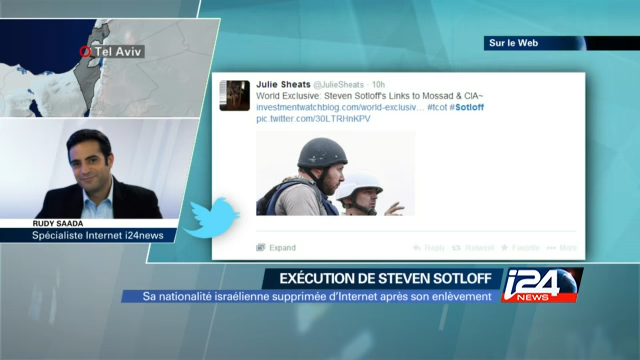 Tel Aviv
Sur le Web
Julie Sheats @JulieSheats · 10h
World Exclusive: Steven Sotloff's Links to Mossad & CIA~
investmentwatchblog.com/world-exclusiv... #tcot #Sotloff
pic.twitter.com/30LTRHnKPV
Expand
Reply
Retweet
Favorite
More
RUDY SAADA
Spécialiste Internet i24news
EXÉCUTION DE STEVEN SOTLOFF
Sa nationalité israélienne supprimée d'Internet après son enlèvement
i24
NEWS